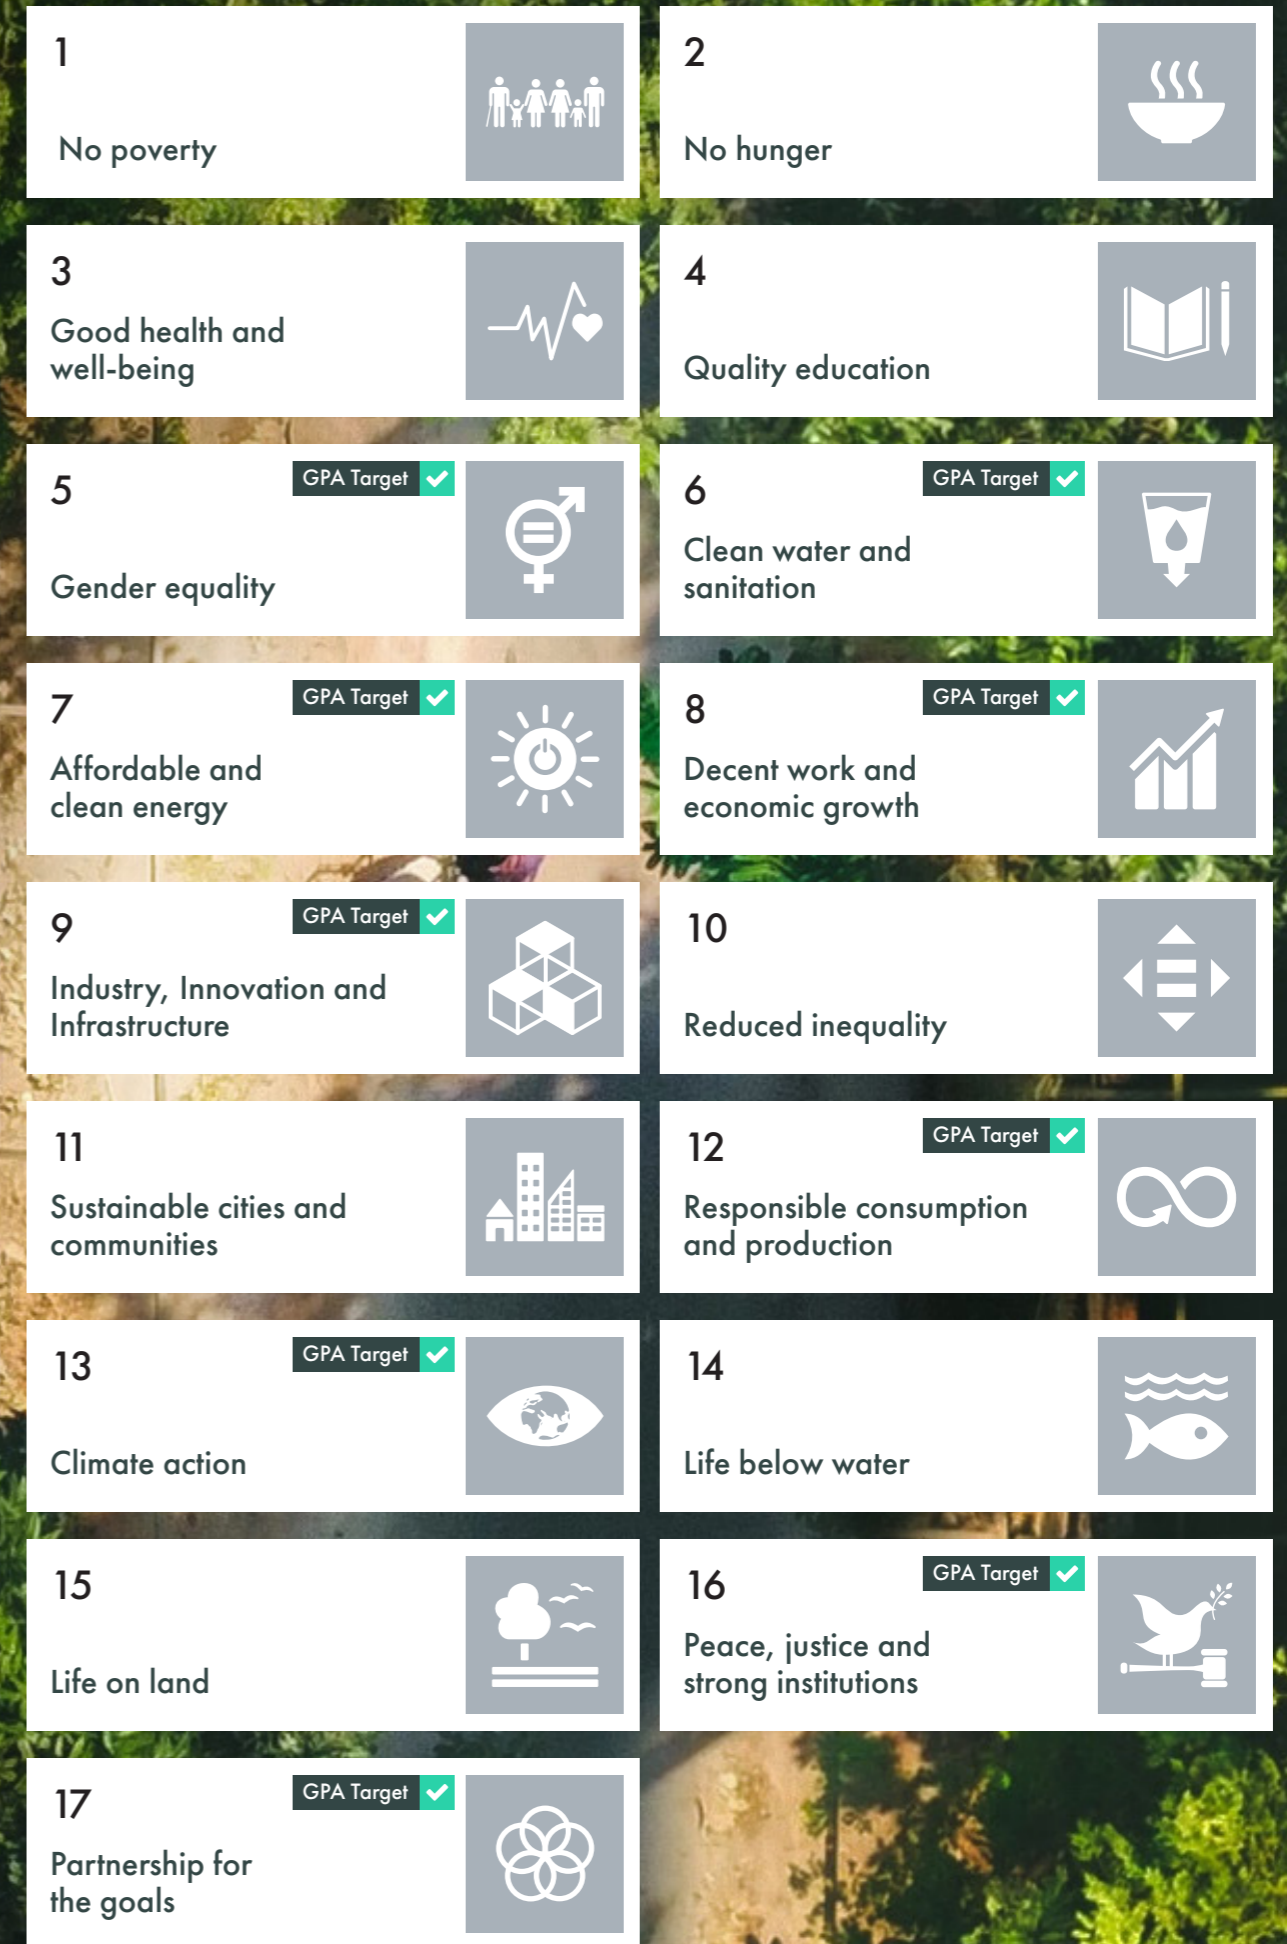 1
No poverty
2
No hunger
3
Good health and
well-being
4
Quality education
5
GPA Target
Gender equality
6
GPA Target
Clean water and
sanitation
7
GPA Target
Affordable and
clean energy
8
GPA Target
Decent work and
economic growth
9
GPA Target
Industry, Innovation and
Infrastructure
10
Reduced inequality
11
Sustainable cities and
communities
12
GPA Target
Responsible consumption
and production
13
GPA Target
Climate action
14
Life below water
15
Life on land
16
GPA Target
Peace, justice and
strong institutions
17
GPA Target
Partnership for
the goals